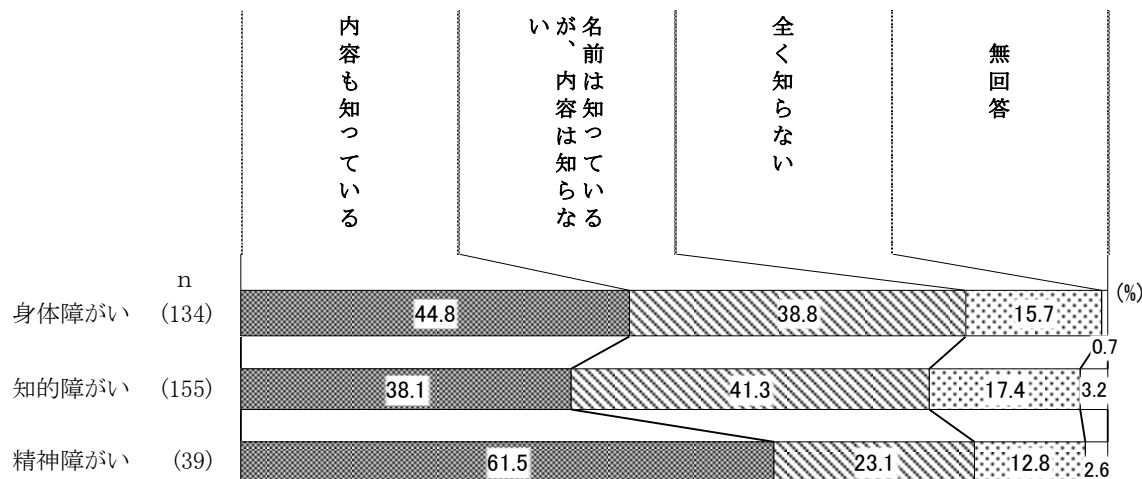 内容も知っている
名前は知っている
が、内容は知らな
い
全く知らない
無回答
n
(%)
身体障がい (134) 44.8 38.8 15.7 0.7
知的障がい (155) 38.1 41.3 17.4 3.2
精神障がい (39) 61.5 23.1 12.8 2.6